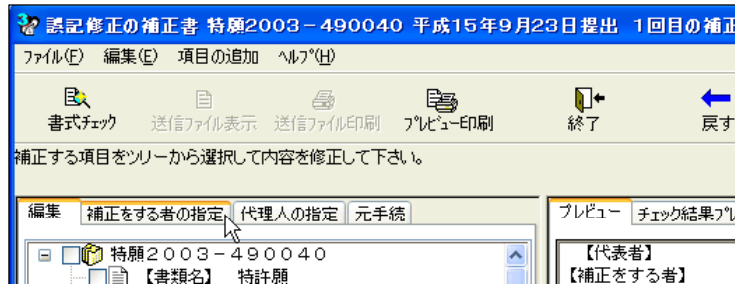 誤記修正の補正書 特願2003－490040 平成15年9月23日提出 1回目の補正
ファイル(F) 編集(E) 項目の追加 ヘルプ(H)
書式チェック 送信ファイル表示 送信ファイル印刷 プレビュー印刷 終了 戻す
補正する項目をツリーから選択して内容を修正して下さい。
編集 補正をする者の指定 代理人の指定 元手続 プレビュー チェック結果プレ
特願２００３－４９００４０ 【代表者】
【書類名】 特許願 【補正をする者】